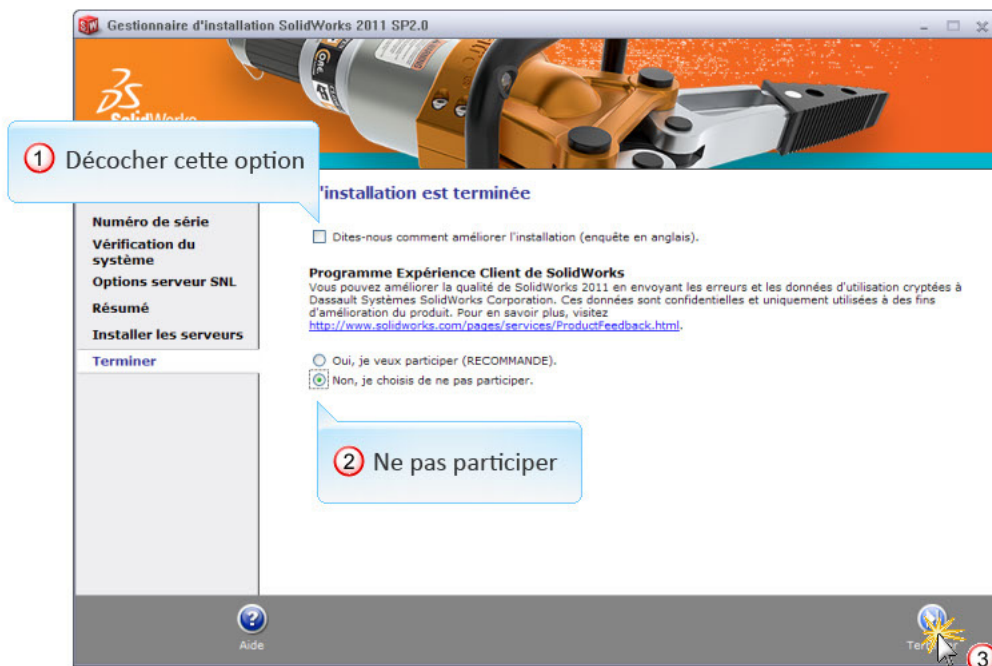 Gestionnaire d'installation SolidWorks 2011 SP2.0
SolidWorks
1 Décocher cette option
'installation est terminée
Numéro de série
Vérification du
système
Options serveur SNL
Résumé
Installer les serveurs
Terminer
Dites-nous comment améliorer l'installation (enquête en anglais).
Programme Expérience Client de SolidWorks
Vous pouvez améliorer la qualité de SolidWorks 2011 en envoyant les erreurs et les données d'utilisation cryptées à
Dassault Systèmes SolidWorks Corporation. Ces données sont confidentielles et uniquement utilisées à des fins
d'amélioration du produit. Pour en savoir plus, visitez
http://www.solidworks.com/pages/services/ProductFeedback.html.
Oui, je veux participer (RECOMMANDE).
Non, je choisis de ne pas participer.
2 Ne pas participer
Aide
Terminer
3